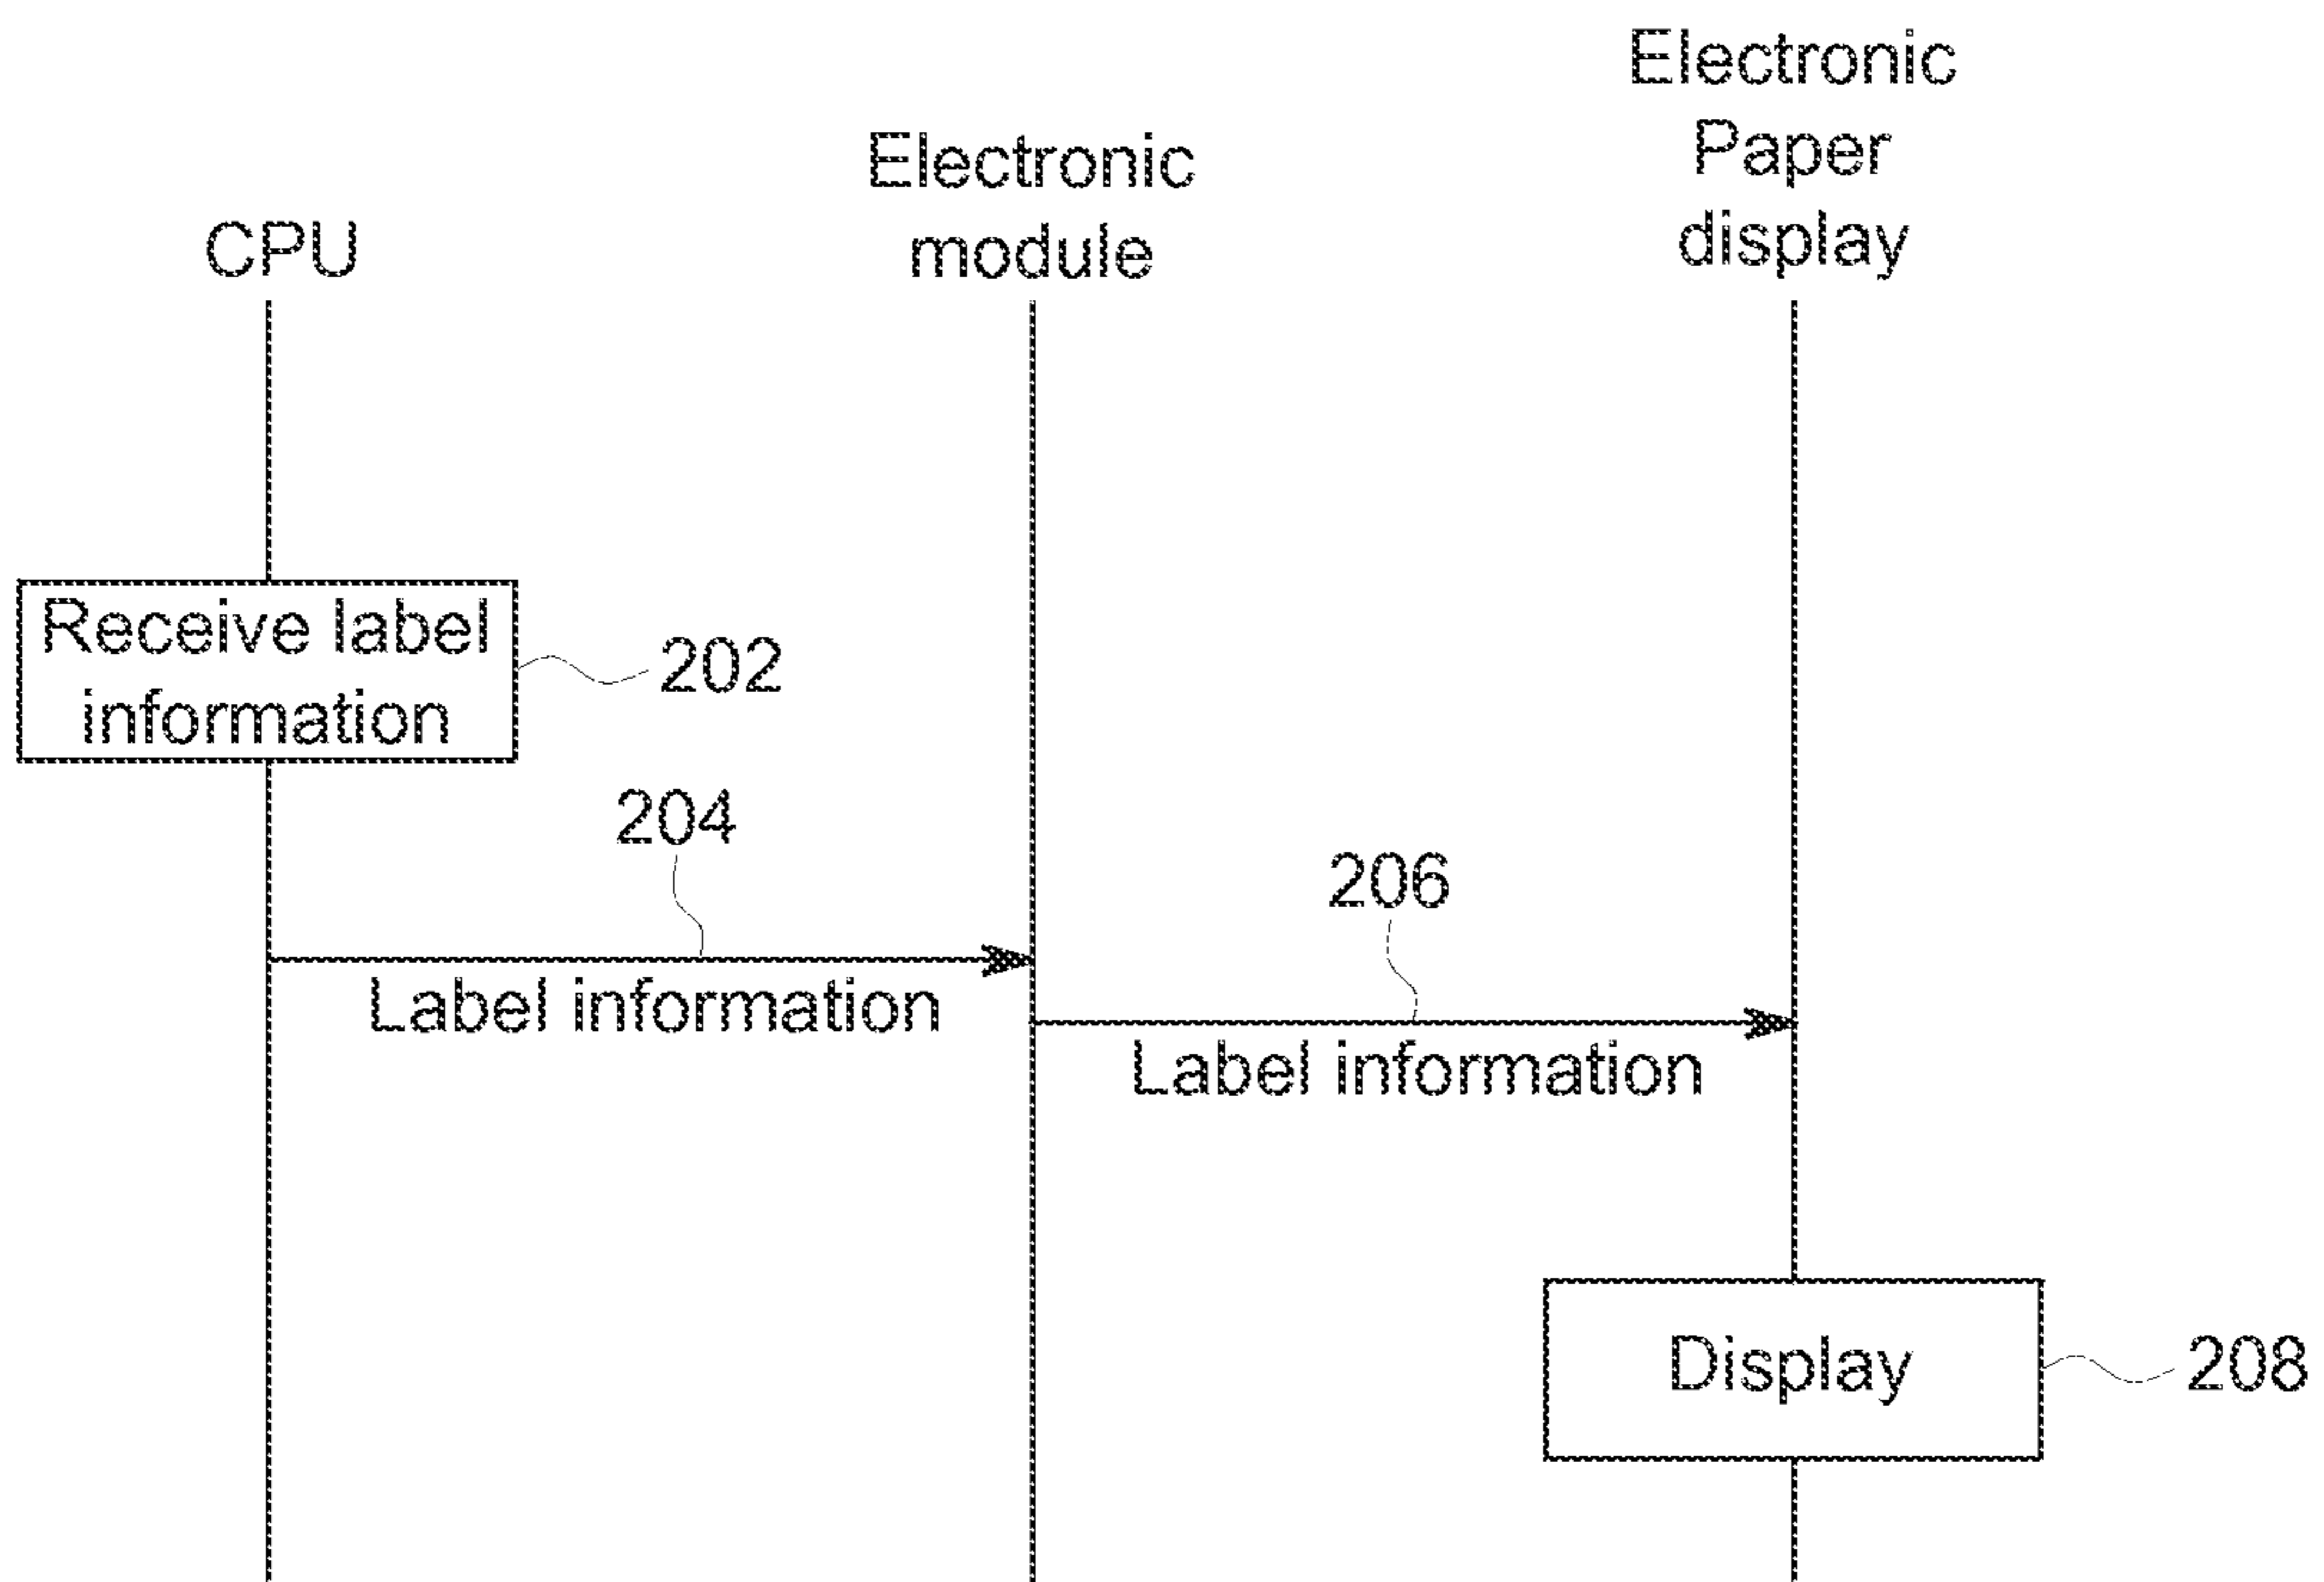 CPU
Electronic
module
Electronic
Paper
display
Receive label
information
202
204
Label information
206
Label information
Display
208